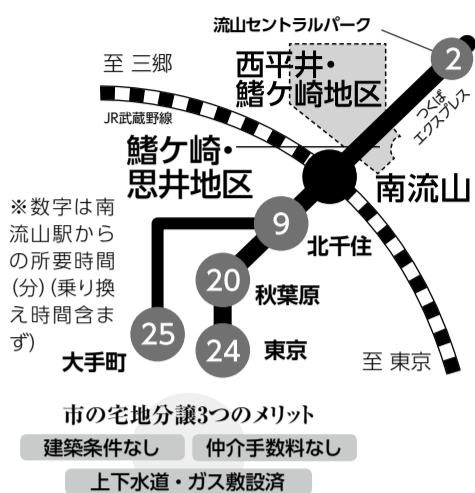 流山セントラルパーク
2
至 三郷
西平井・
鰭ケ崎地区
つくば
エクスプレス
JR武蔵野線
鰭ケ崎・
思井地区
南流山
※数字は南
流山駅から
の所要時間
(分)(乗り換
え時間含ま
ず)
9
北千住
20
秋葉原
25
大手町
24
東京
至 東京
市の宅地分譲3つのメリット
建築条件なし
仲介手数料なし
上下水道・ガス敷設済